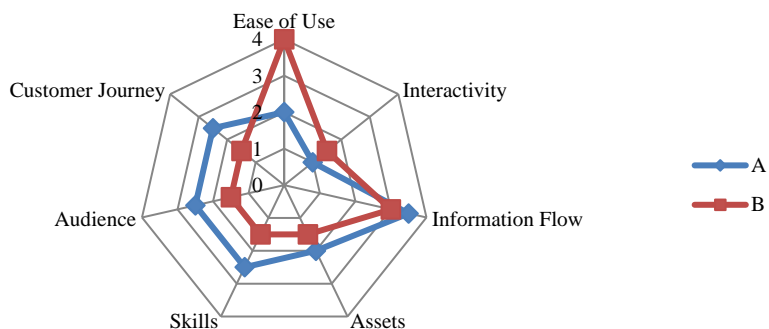 Ease of Use
4
3
2
1
0
Customer Journey
Interactivity
Audience
Information Flow
Skills
Assets
A
B